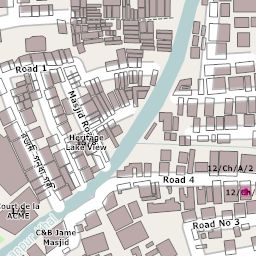 Road 1
Masjid Road
Heritage
Lake View
12/Ch/A/2
Road 4
12/Ch/
Court de la
ACME
C&B Jame
Masjid
Road No 3